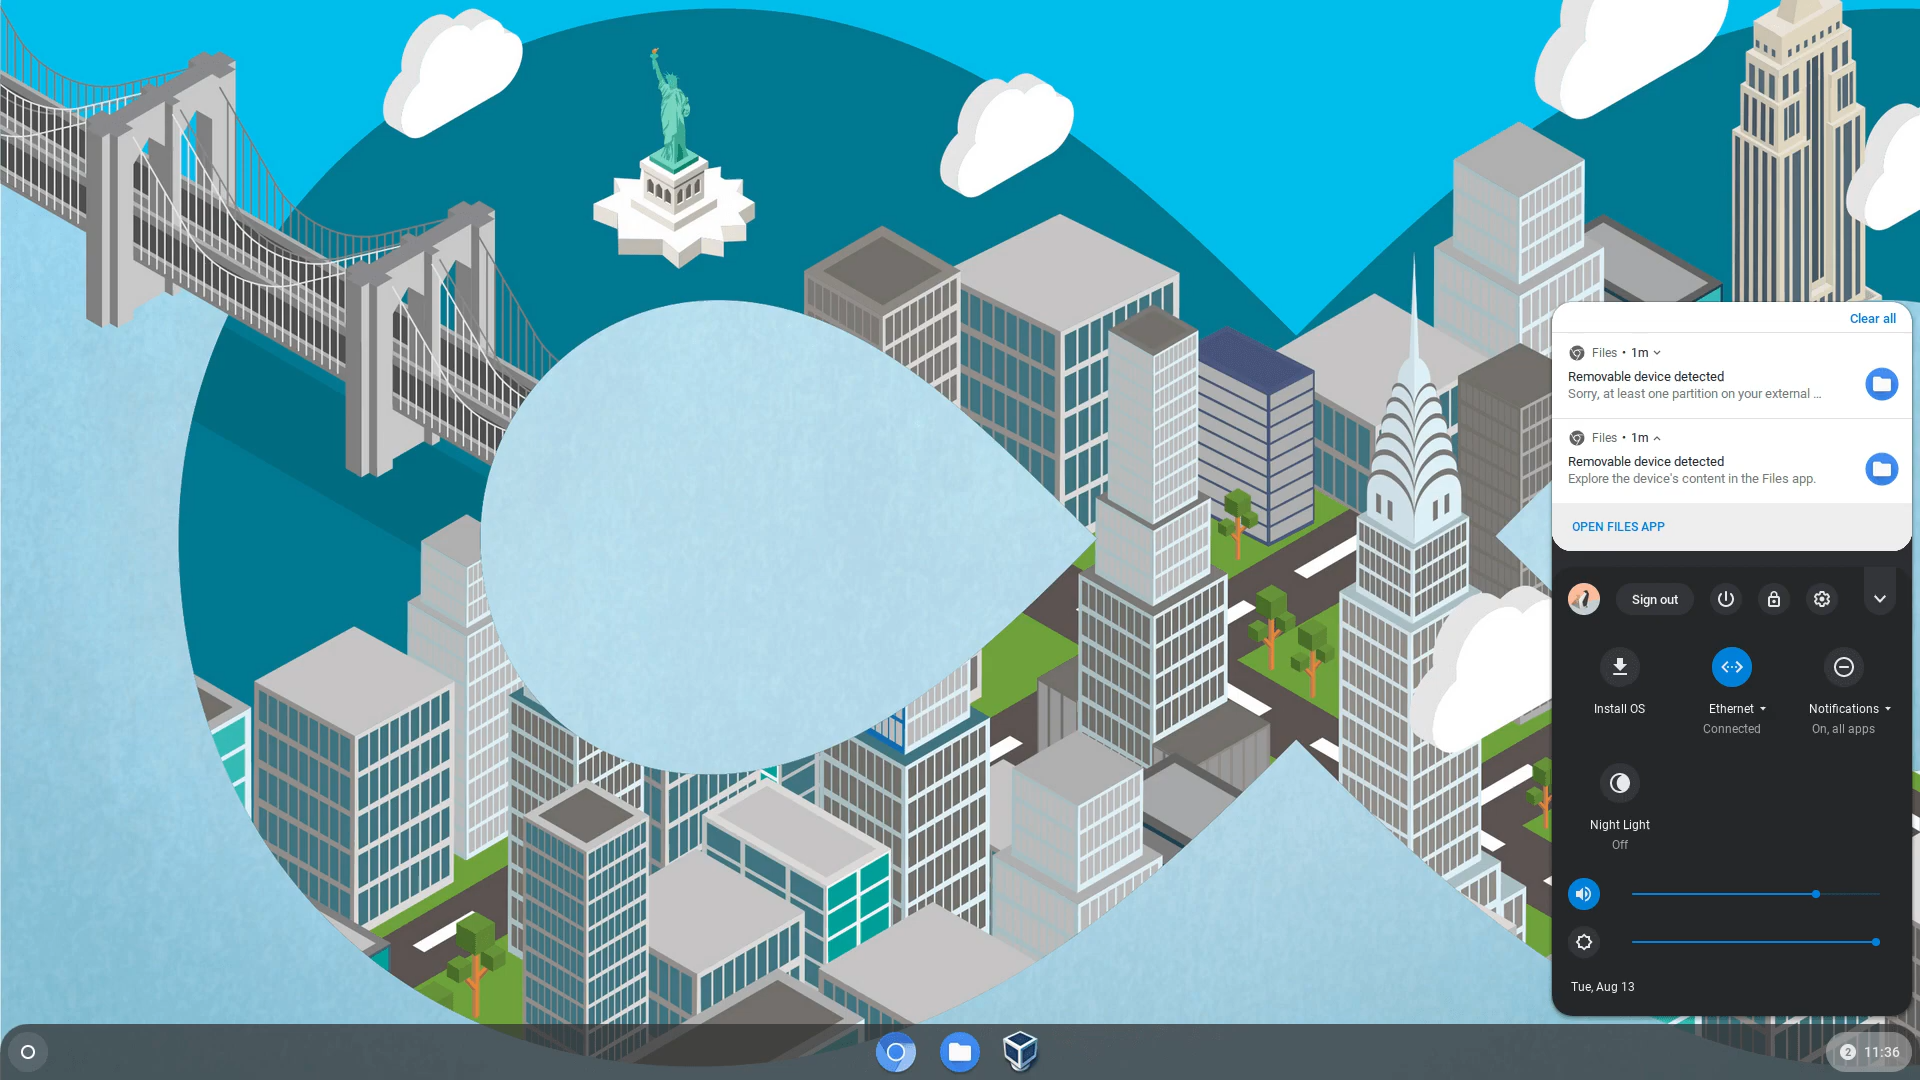 Clear all
Files • 1m
Removable device detected
Sorry, at least one partition on your external ...
Files • 1m
Removable device detected
Explore the device's content in the Files app.
OPEN FILES APP
Sign out
Install OS
Ethernet
Connected
Notifications
On, all apps
Night Light
Off
Tue, Aug 13
2 11:36